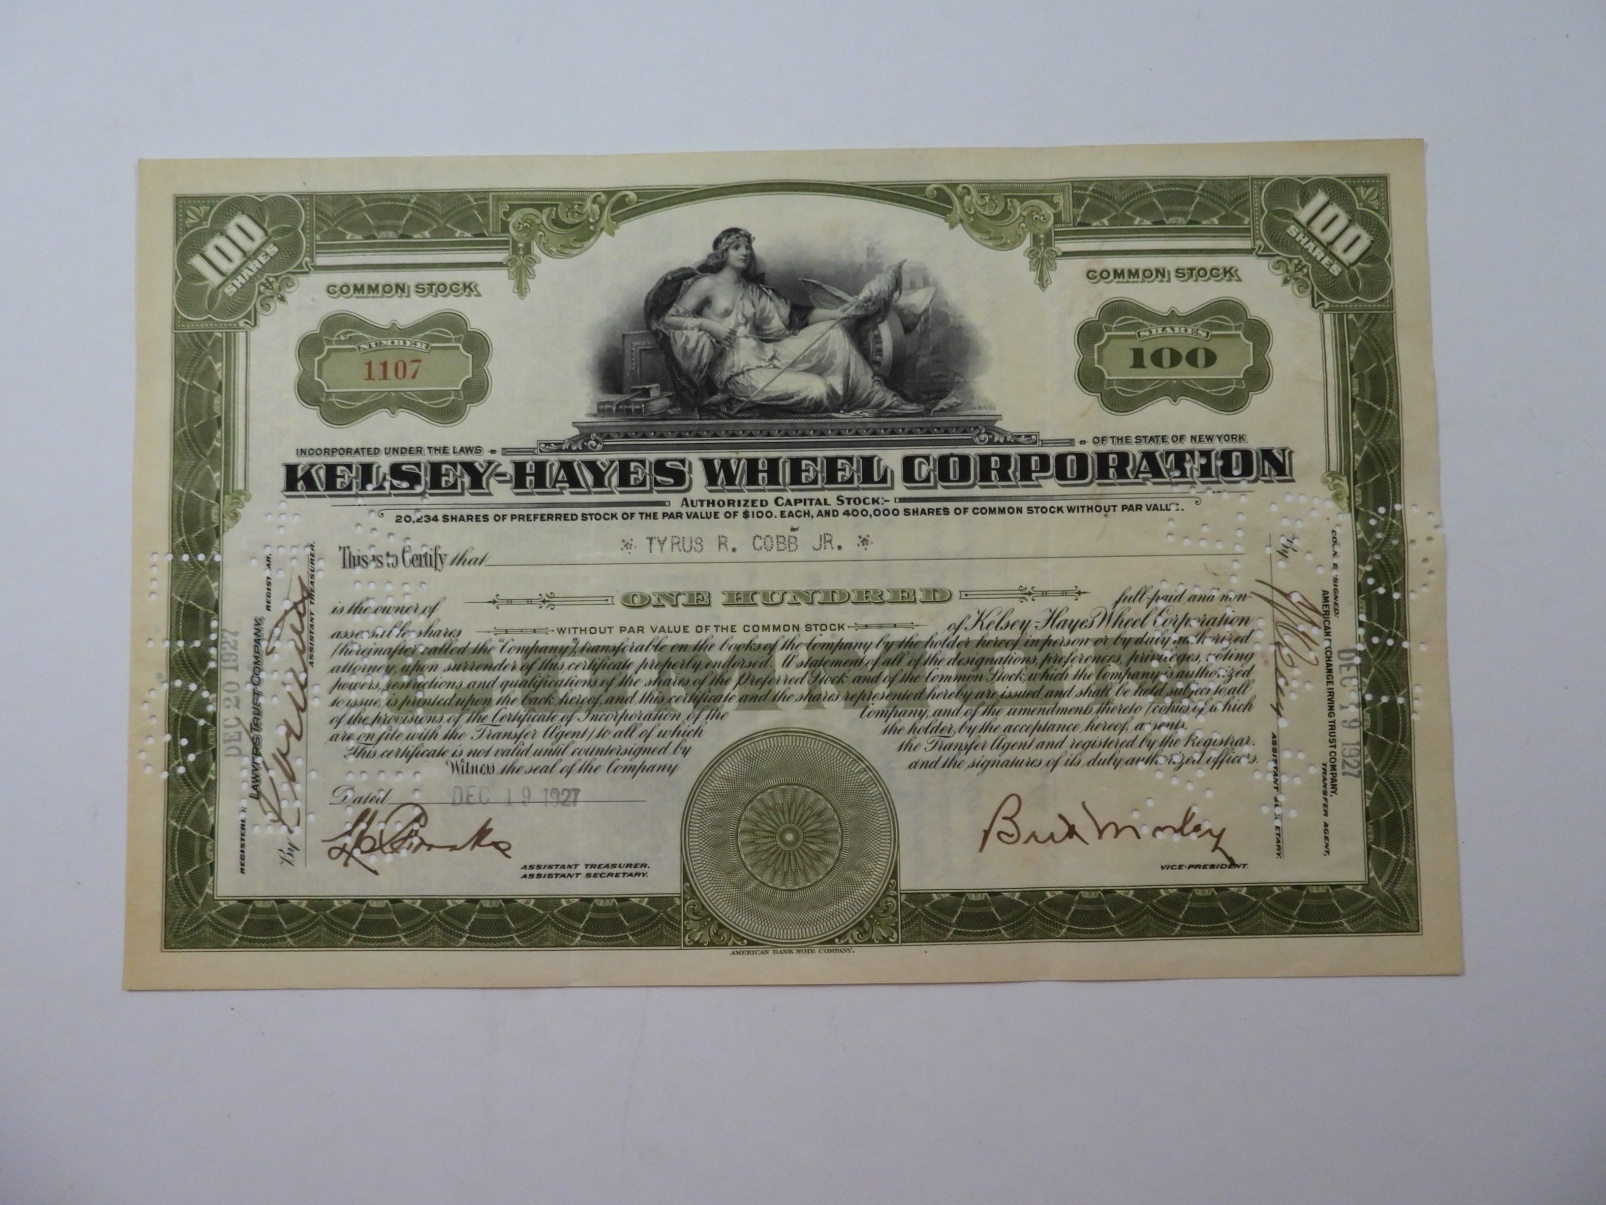 100 SHARES
100 SHARES
COMMON STOCK
COMMON STOCK
NUMBER
1107
SHARES
100
INCORPORATED UNDER THE LAWS
OF THE STATE OF NEW YORK
KELSEY-HAYES WHEEL CORPORATION
AUTHORIZED CAPITAL STOCK:-
20,234 SHARES OF PREFERRED STOCK OF THE PAR VALUE OF $100. EACH, AND 400,000 SHARES OF COMMON STOCK WITHOUT PAR VALUE.
This is to Certify that TYRUS R. COBB JR.
is the owner of ONE HUNDRED full-paid and non-
assessable shares WITHOUT PAR VALUE OF THE COMMON STOCK of Kelsey-Hayes Wheel Corporation
(hereinafter called the "Company"), transferable on the books of the Company by the holder hereof in person or by duly authorized
attorney, upon surrender of this certificate properly endorsed. A statement of all of the designations, preferences, privileges, voting
powers, restrictions and qualifications of the shares of the Preferred Stock and of the Common Stock, which the Company is authorized
to issue, is printed upon the back hereof, and this certificate and the shares represented hereby are issued and shall be held subject to all
of the provisions of the Certificate of Incorporation of the Company, and of the amendments thereto (copies of which
are on file with the Transfer Agent) to all of which the holder, by the acceptance hereof, assents.
This certificate is not valid until countersigned by the Transfer Agent and registered by the Registrar.
Witness the seal of the Company and the signatures of its duly authorized officers.
Dated DEC 19 1927
ASSISTANT TREASURER.
ASSISTANT SECRETARY.
VICE-PRESIDENT.
AMERICAN BANK NOTE COMPANY.
REGISTERED:
DEC 20 1927
LAWYERS TRUST COMPANY,
REGISTRAR.
By
ASSISTANT TREASURER.
By
ASSISTANT SECRETARY.
COUNTERSIGNED:
AMERICAN EXCHANGE IRVING TRUST COMPANY,
TRANSFER AGENT,
DEC 19 1927